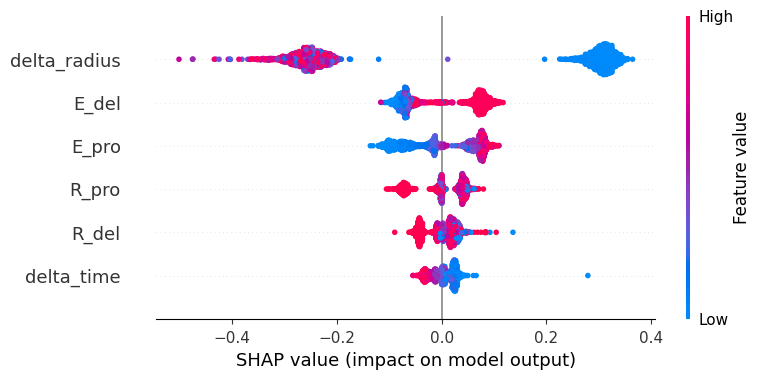 High
delta_radius
E_del
E_pro
R_pro
R_del
delta_time
Feature value
Low
−0.4 −0.2 0.0 0.2 0.4
SHAP value (impact on model output)